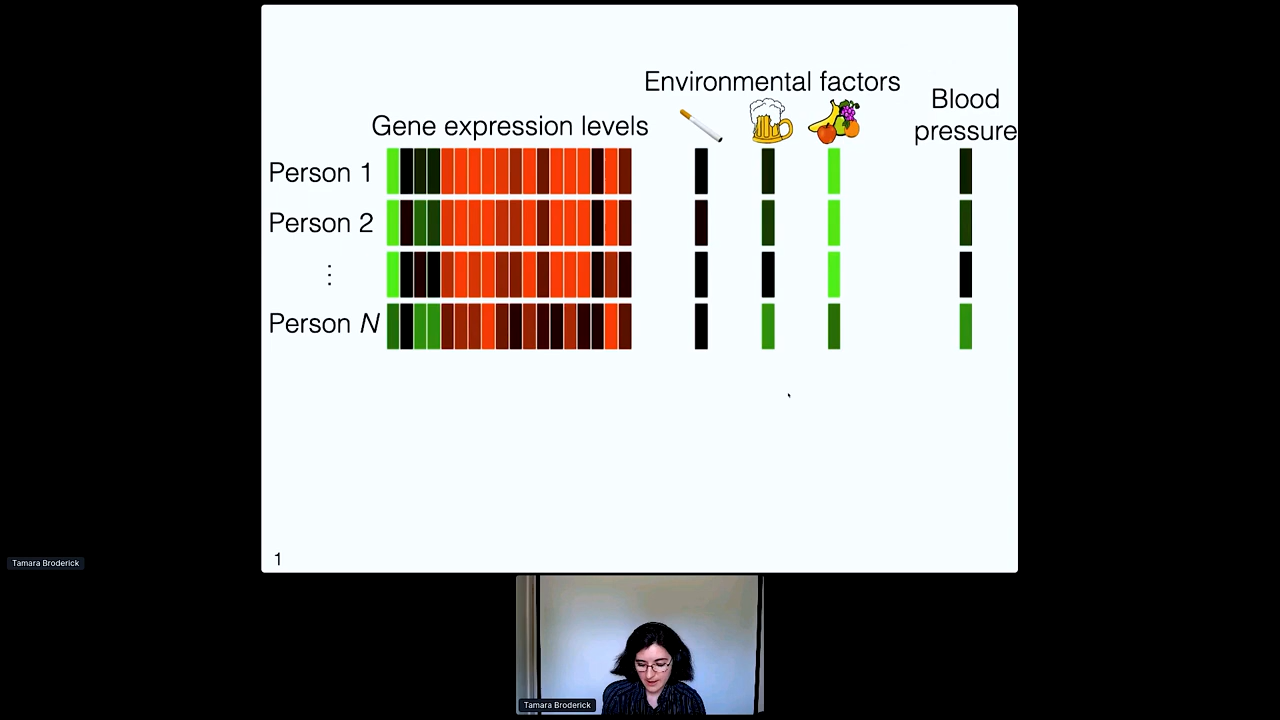 Environmental factors
Blood
pressure
Gene expression levels
Person 1
Person 2
⋮
Person N
1
Tamara Broderick
Tamara Broderick